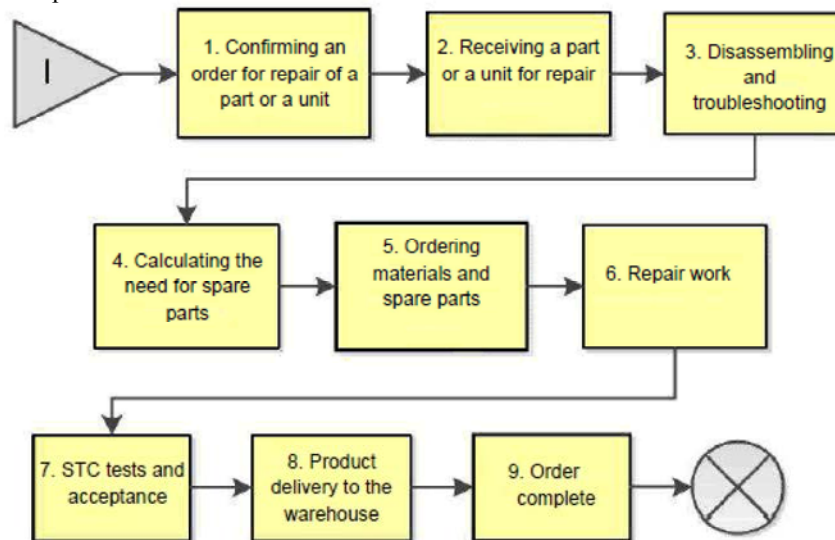 I
1. Confirming an
order for repair of a
part or a unit
2. Receiving a part
or a unit for repair
3. Disassembling
and
troubleshooting
4. Calculating the
need for spare
parts
5. Ordering
materials and
spare parts
6. Repair work
7. STC tests and
acceptance
8. Product
delivery to the
warehouse
9. Order
complete